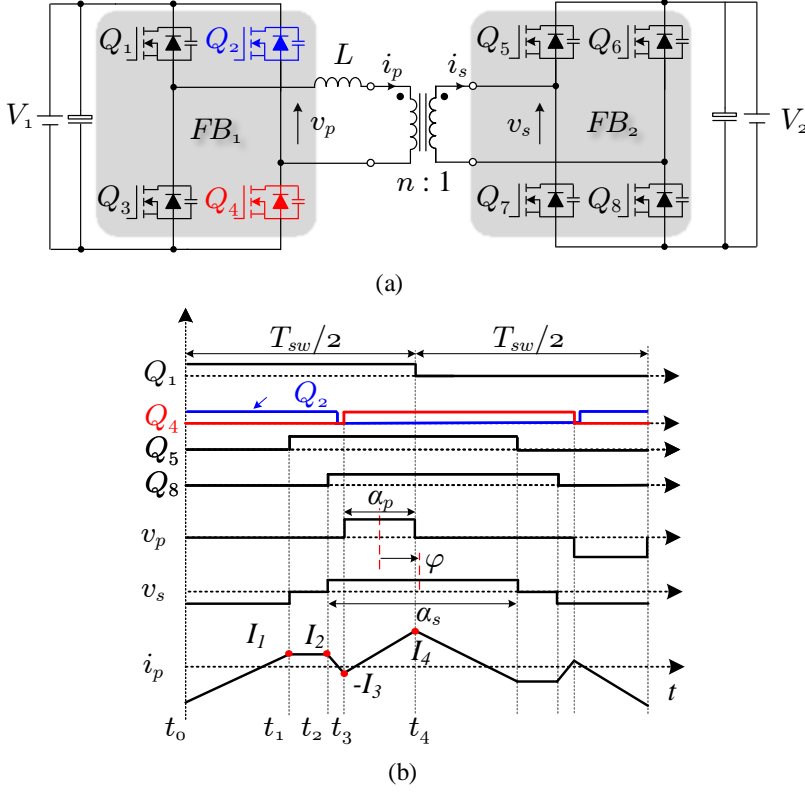 Q₁ Q₂ L iₚ iₛ Q₅ Q₆
V₁ FB₁ vₚ vₛ FB₂ V₂
Q₃ Q₄ n : 1 Q₇ Q₈
(a)
T_sw/2 T_sw/2
Q₁
Q₂
Q₄
Q₅
Q₈
αₚ
vₚ
φ
vₛ
αₛ
I₁ I₂ I₄
iₚ
-I₃
t
t₀ t₁ t₂ t₃ t₄
(b)